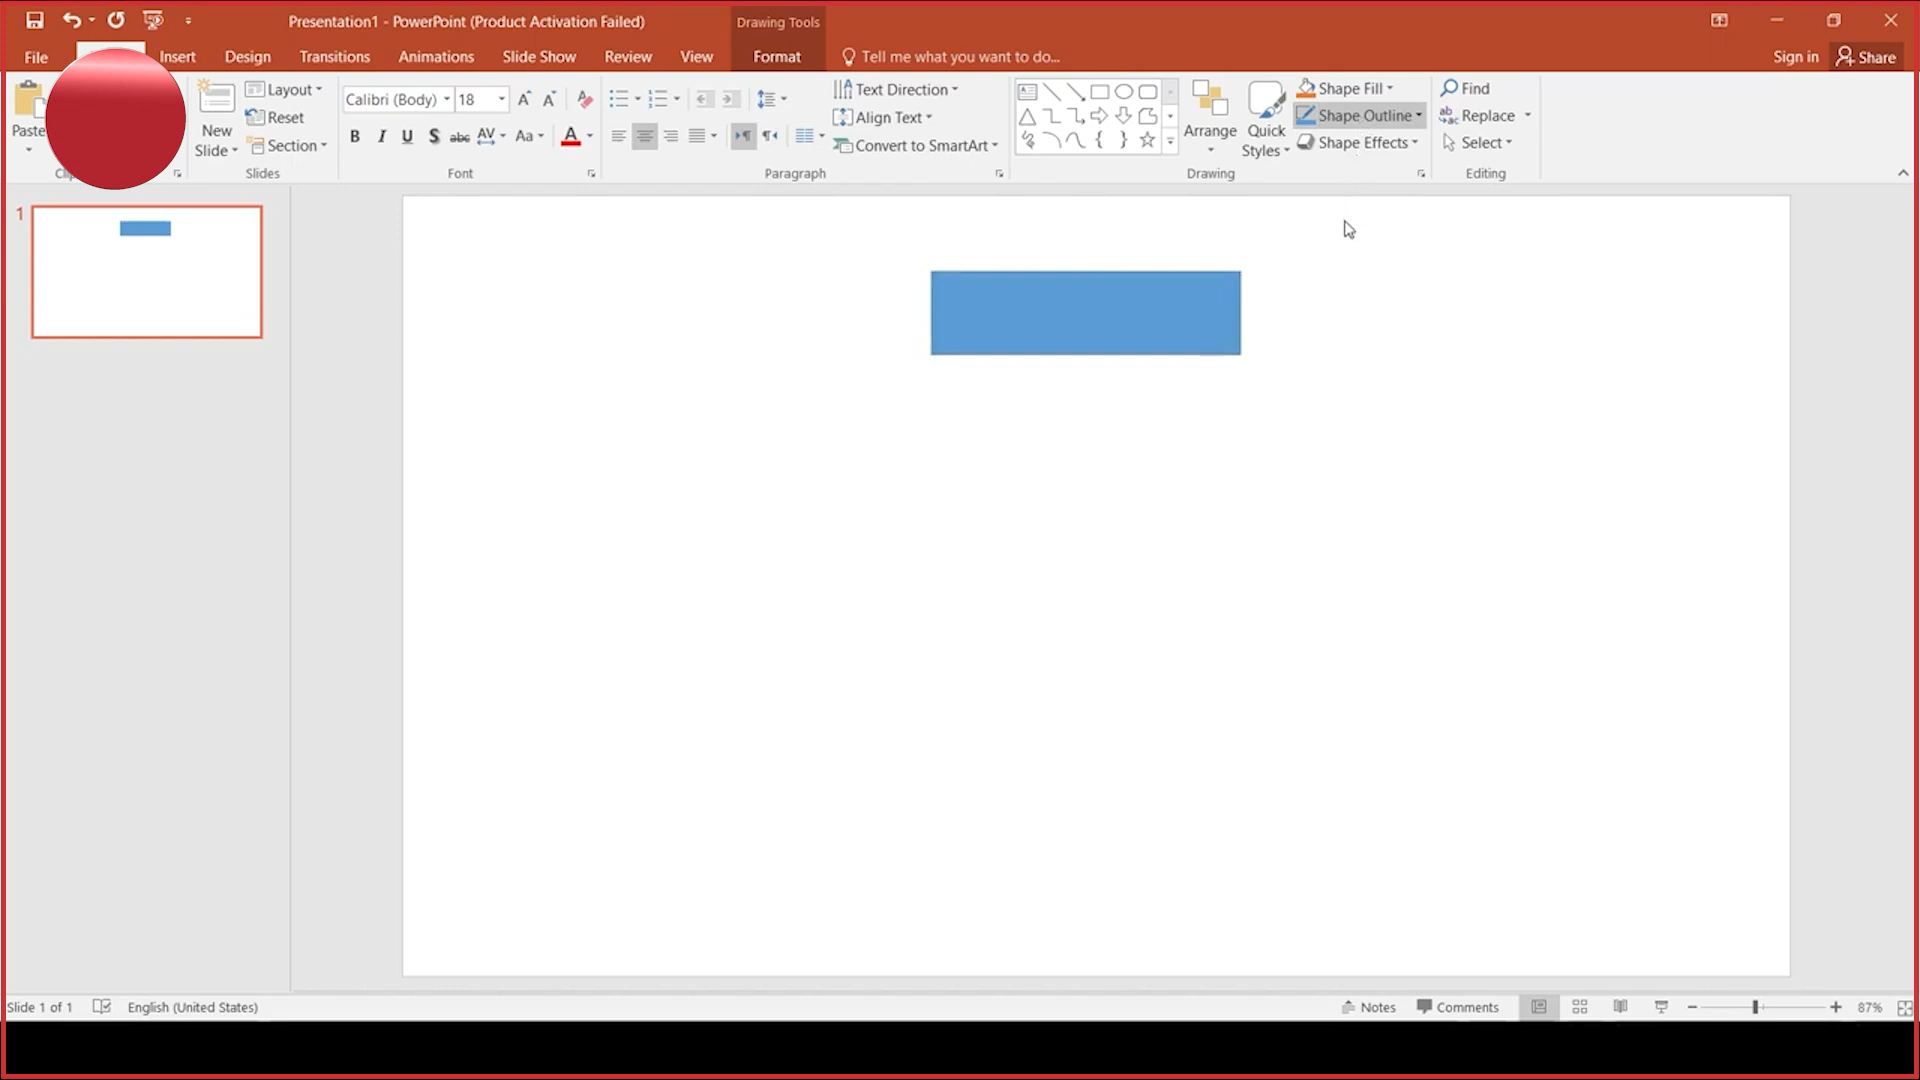 Presentation1 - PowerPoint (Product Activation Failed)
Drawing Tools
File Insert Design Transitions Animations Slide Show Review View Format Tell me what you want to do... Sign in Share
Paste
New Slide
Layout
Reset
Section
Slides
Calibri (Body) 18
B I U S abc AV Aa A
Font
Text Direction
Align Text
Convert to SmartArt
Paragraph
Arrange
Quick Styles
Shape Fill
Shape Outline
Shape Effects
Drawing
Find
Replace
Select
Editing
1
Slide 1 of 1 English (United States) Notes Comments 87%